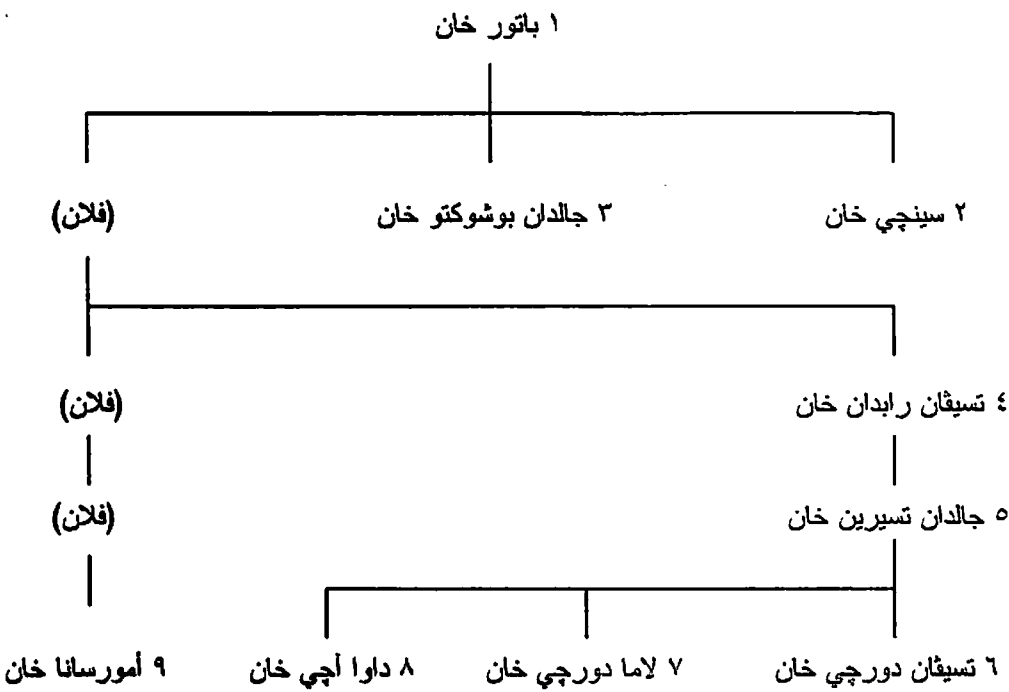 ١ باتور خان
٢ سينچي خان
٣ جالدان بوشوكتو خان
(فلان)
٤ تسيڤان رابدان خان
(فلان)
٥ جالدان تسيرين خان
(فلان)
٦ تسيڤان دورچي خان
٧ لاما دورچي خان
٨ داوا آچي خان
٩ أمورسانا خان